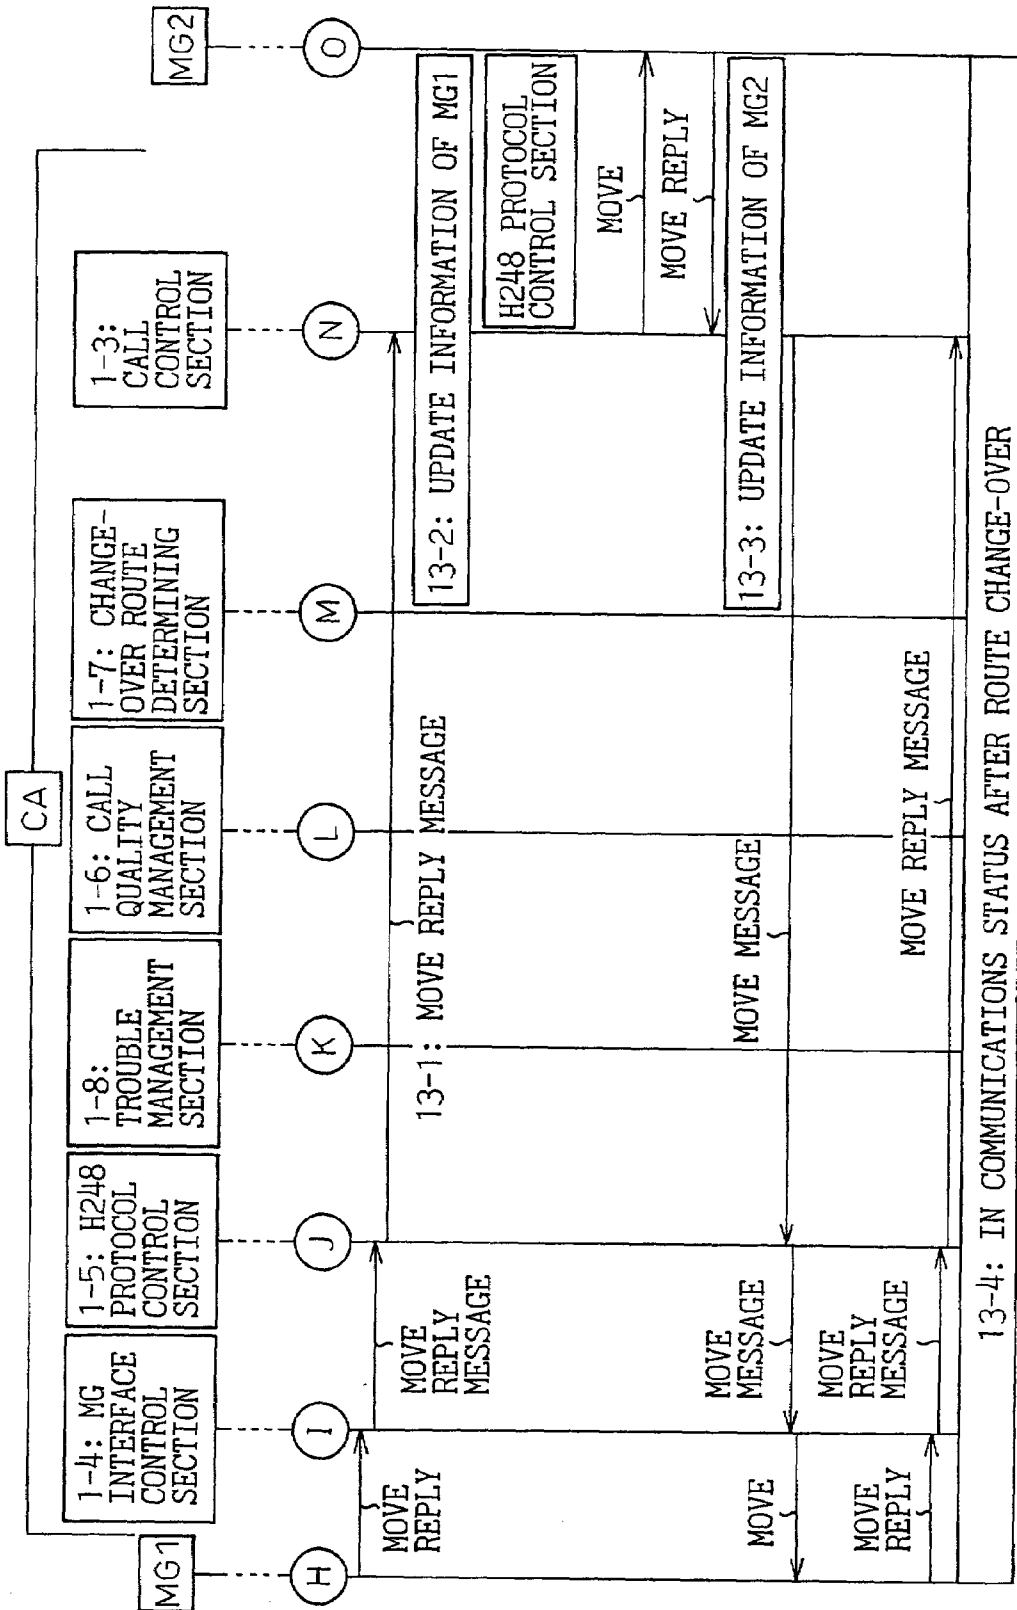 CA
MG1
1-4: MG
INTERFACE
CONTROL
SECTION
1-5: H248
PROTOCOL
CONTROL
SECTION
1-8:
TROUBLE
MANAGEMENT
SECTION
1-6: CALL
QUALITY
MANAGEMENT
SECTION
1-7: CHANGE-
OVER ROUTE
DETERMINING
SECTION
1-3:
CALL
CONTROL
SECTION
MG2
H
I
J
K
L
M
N
O
MOVE
REPLY
MOVE
REPLY
MESSAGE
13-1: MOVE REPLY MESSAGE
13-2: UPDATE INFORMATION OF MG1
H248 PROTOCOL
CONTROL SECTION
MOVE
MOVE REPLY
13-3: UPDATE INFORMATION OF MG2
MOVE MESSAGE
MOVE
MESSAGE
MOVE
MOVE
REPLY
MOVE
REPLY
MESSAGE
MOVE REPLY MESSAGE
13-4: IN COMMUNICATIONS STATUS AFTER ROUTE CHANGE-OVER